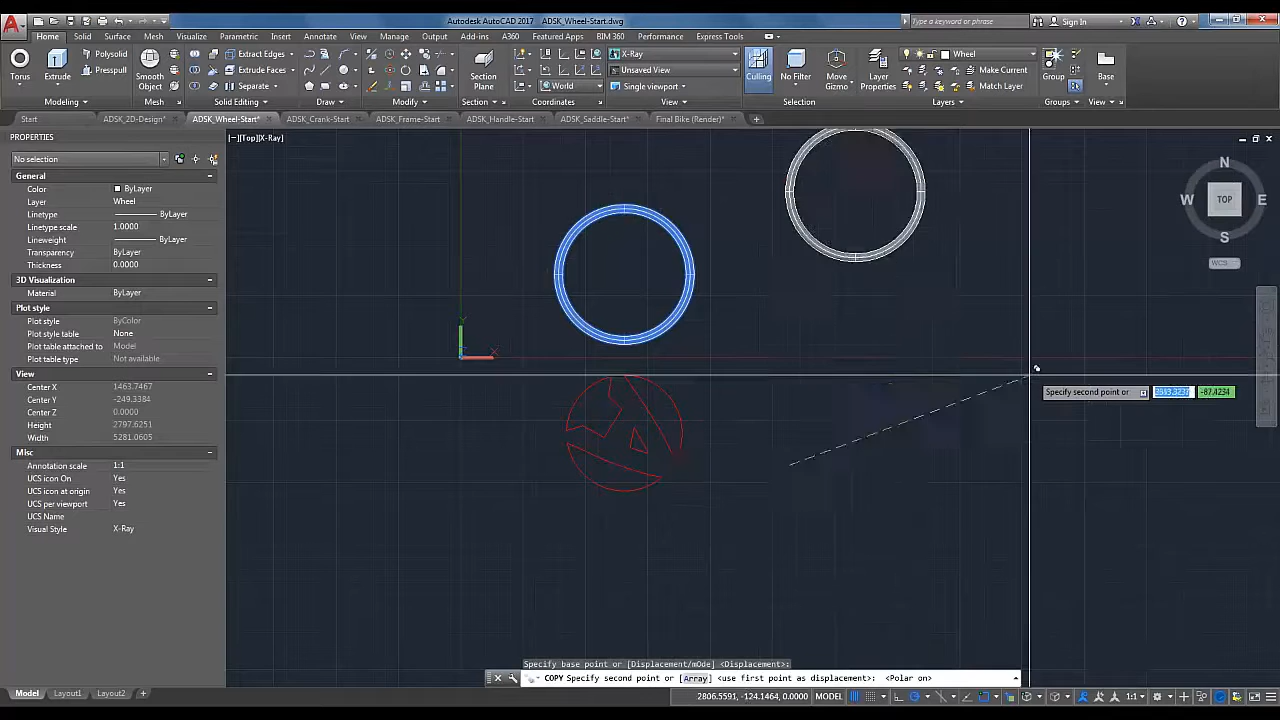 Autodesk AutoCAD 2017 ADSK_Wheel-Start.dwg
Type a keyword or phrase
Sign In
Home Solid Surface Mesh Visualize Parametric Insert Annotate View Manage Output Add-ins A360 Featured Apps BIM 360 Performance Express Tools
Torus
Extrude
Polysolid
Presspull
Smooth Object
Extract Edges
Extrude Faces
Separate
Section Plane
World
X-Ray
Unsaved View
Single viewport
Culling
No Filter
Move Gizmo
Layer Properties
Wheel
Make Current
Match Layer
Group
Base
Modeling Mesh Solid Editing Draw Modify Section Coordinates View Selection Layers Groups View
Start ADSK_2D-Design* ADSK_Wheel-Start* ADSK_Crank-Start ADSK_Frame-Start ADSK_Handle-Start ADSK_Saddle-Start* Final Bike (Render)*
PROPERTIES
No selection
General
Color ByLayer
Layer Wheel
Linetype ByLayer
Linetype scale 1.0000
Lineweight ByLayer
Transparency ByLayer
Thickness 0.0000
3D Visualization
Material ByLayer
Plot style
Plot style ByColor
Plot style table None
Plot table attached to Model
Plot table type Not available
View
Center X 1463.7467
Center Y -249.3384
Center Z 0.0000
Height 2797.6251
Width 5281.0605
Misc
Annotation scale 1:1
UCS icon On Yes
UCS icon at origin Yes
UCS per viewport Yes
UCS Name
Visual Style X-Ray
[−][Top][X-Ray]
N
W TOP E
S
WCS
Y
X
Specify second point or -87.4234
Specify base point or [Displacement/mOde] <Displacement>:
COPY Specify second point or [Array] <use first point as displacement>: <Polar on>
Model Layout1 Layout2
2806.5591, -124.1464, 0.0000 MODEL
1:1